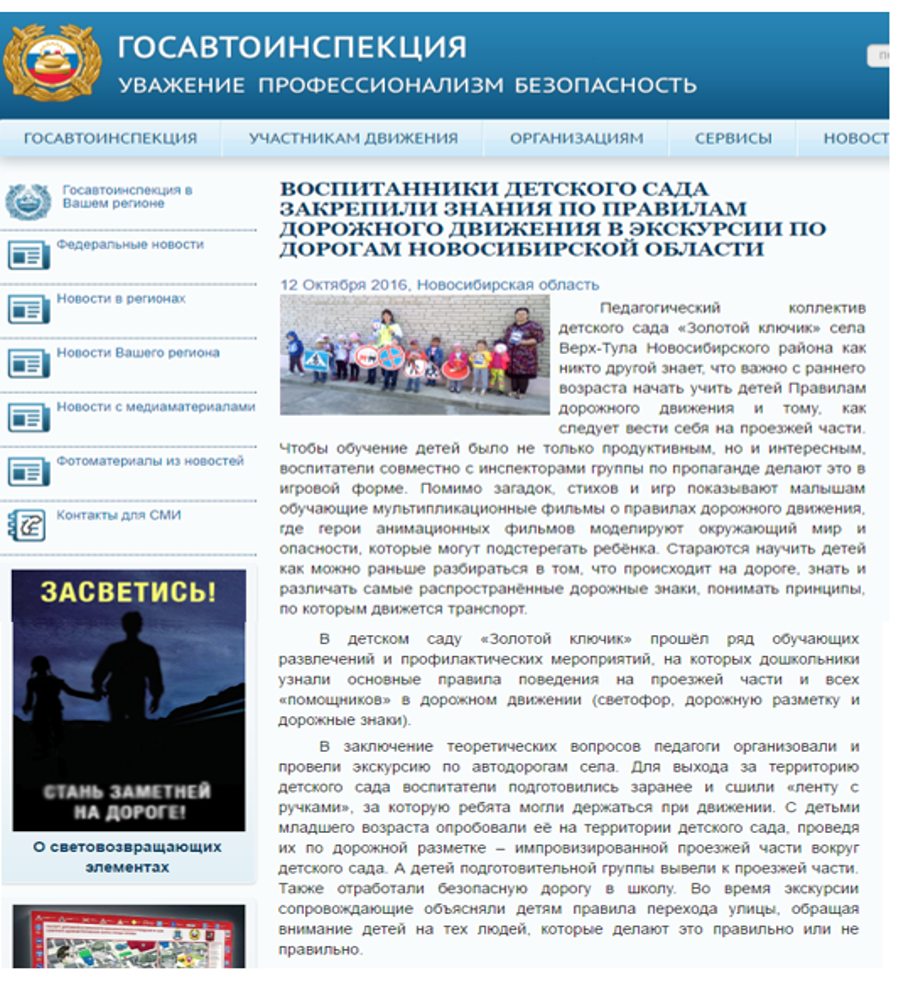 ГОСАВТОИНСПЕКЦИЯ
УВАЖЕНИЕ ПРОФЕССИОНАЛИЗМ БЕЗОПАСНОСТЬ
ГОСАВТОИНСПЕКЦИЯ УЧАСТНИКАМ ДВИЖЕНИЯ ОРГАНИЗАЦИЯМ СЕРВИСЫ НОВОСТ
Госавтоинспекция в
Вашем регионе
Федеральные новости
Новости в регионах
Новости Вашего региона
Новости с медиаматериалами
Фотоматериалы из новостей
Контакты для СМИ
ЗАСВЕТИСЬ!
СТАНЬ ЗАМЕТНЕЙ
НА ДОРОГЕ!
О световозвращающих
элементах
ВОСПИТАННИКИ ДЕТСКОГО САДА
ЗАКРЕПИЛИ ЗНАНИЯ ПО ПРАВИЛАМ
ДОРОЖНОГО ДВИЖЕНИЯ В ЭКСКУРСИИ ПО
ДОРОГАМ НОВОСИБИРСКОЙ ОБЛАСТИ
12 Октября 2016, Новосибирская область
Педагогический коллектив
детского сада «Золотой ключик» села
Верх-Тула Новосибирского района как
никто другой знает, что важно с раннего
возраста начать учить детей Правилам
дорожного движения и тому, как
следует вести себя на проезжей части.
Чтобы обучение детей было не только продуктивным, но и интересным,
воспитатели совместно с инспекторами группы по пропаганде делают это в
игровой форме. Помимо загадок, стихов и игр показывают малышам
обучающие мультипликационные фильмы о правилах дорожного движения,
где герои анимационных фильмов моделируют окружающий мир и
опасности, которые могут подстерегать ребёнка. Стараются научить детей
как можно раньше разбираться в том, что происходит на дороге, знать и
различать самые распространённые дорожные знаки, понимать принципы,
по которым движется транспорт.
В детском саду «Золотой ключик» прошёл ряд обучающих
развлечений и профилактических мероприятий, на которых дошкольники
узнали основные правила поведения на проезжей части и всех
«помощников» в дорожном движении (светофор, дорожную разметку и
дорожные знаки).
В заключение теоретических вопросов педагоги организовали и
провели экскурсию по автодорогам села. Для выхода за территорию
детского сада воспитатели подготовились заранее и сшили «ленту с
ручками», за которую ребята могли держаться при движении. С детьми
младшего возраста опробовали её на территории детского сада, проведя
их по дорожной разметке – импровизированной проезжей части вокруг
детского сада. А детей подготовительной группы вывели к проезжей части.
Также отработали безопасную дорогу в школу. Во время экскурсии
сопровождающие объясняли детям правила перехода улицы, обращая
внимание детей на тех людей, которые делают это правильно или не
правильно.